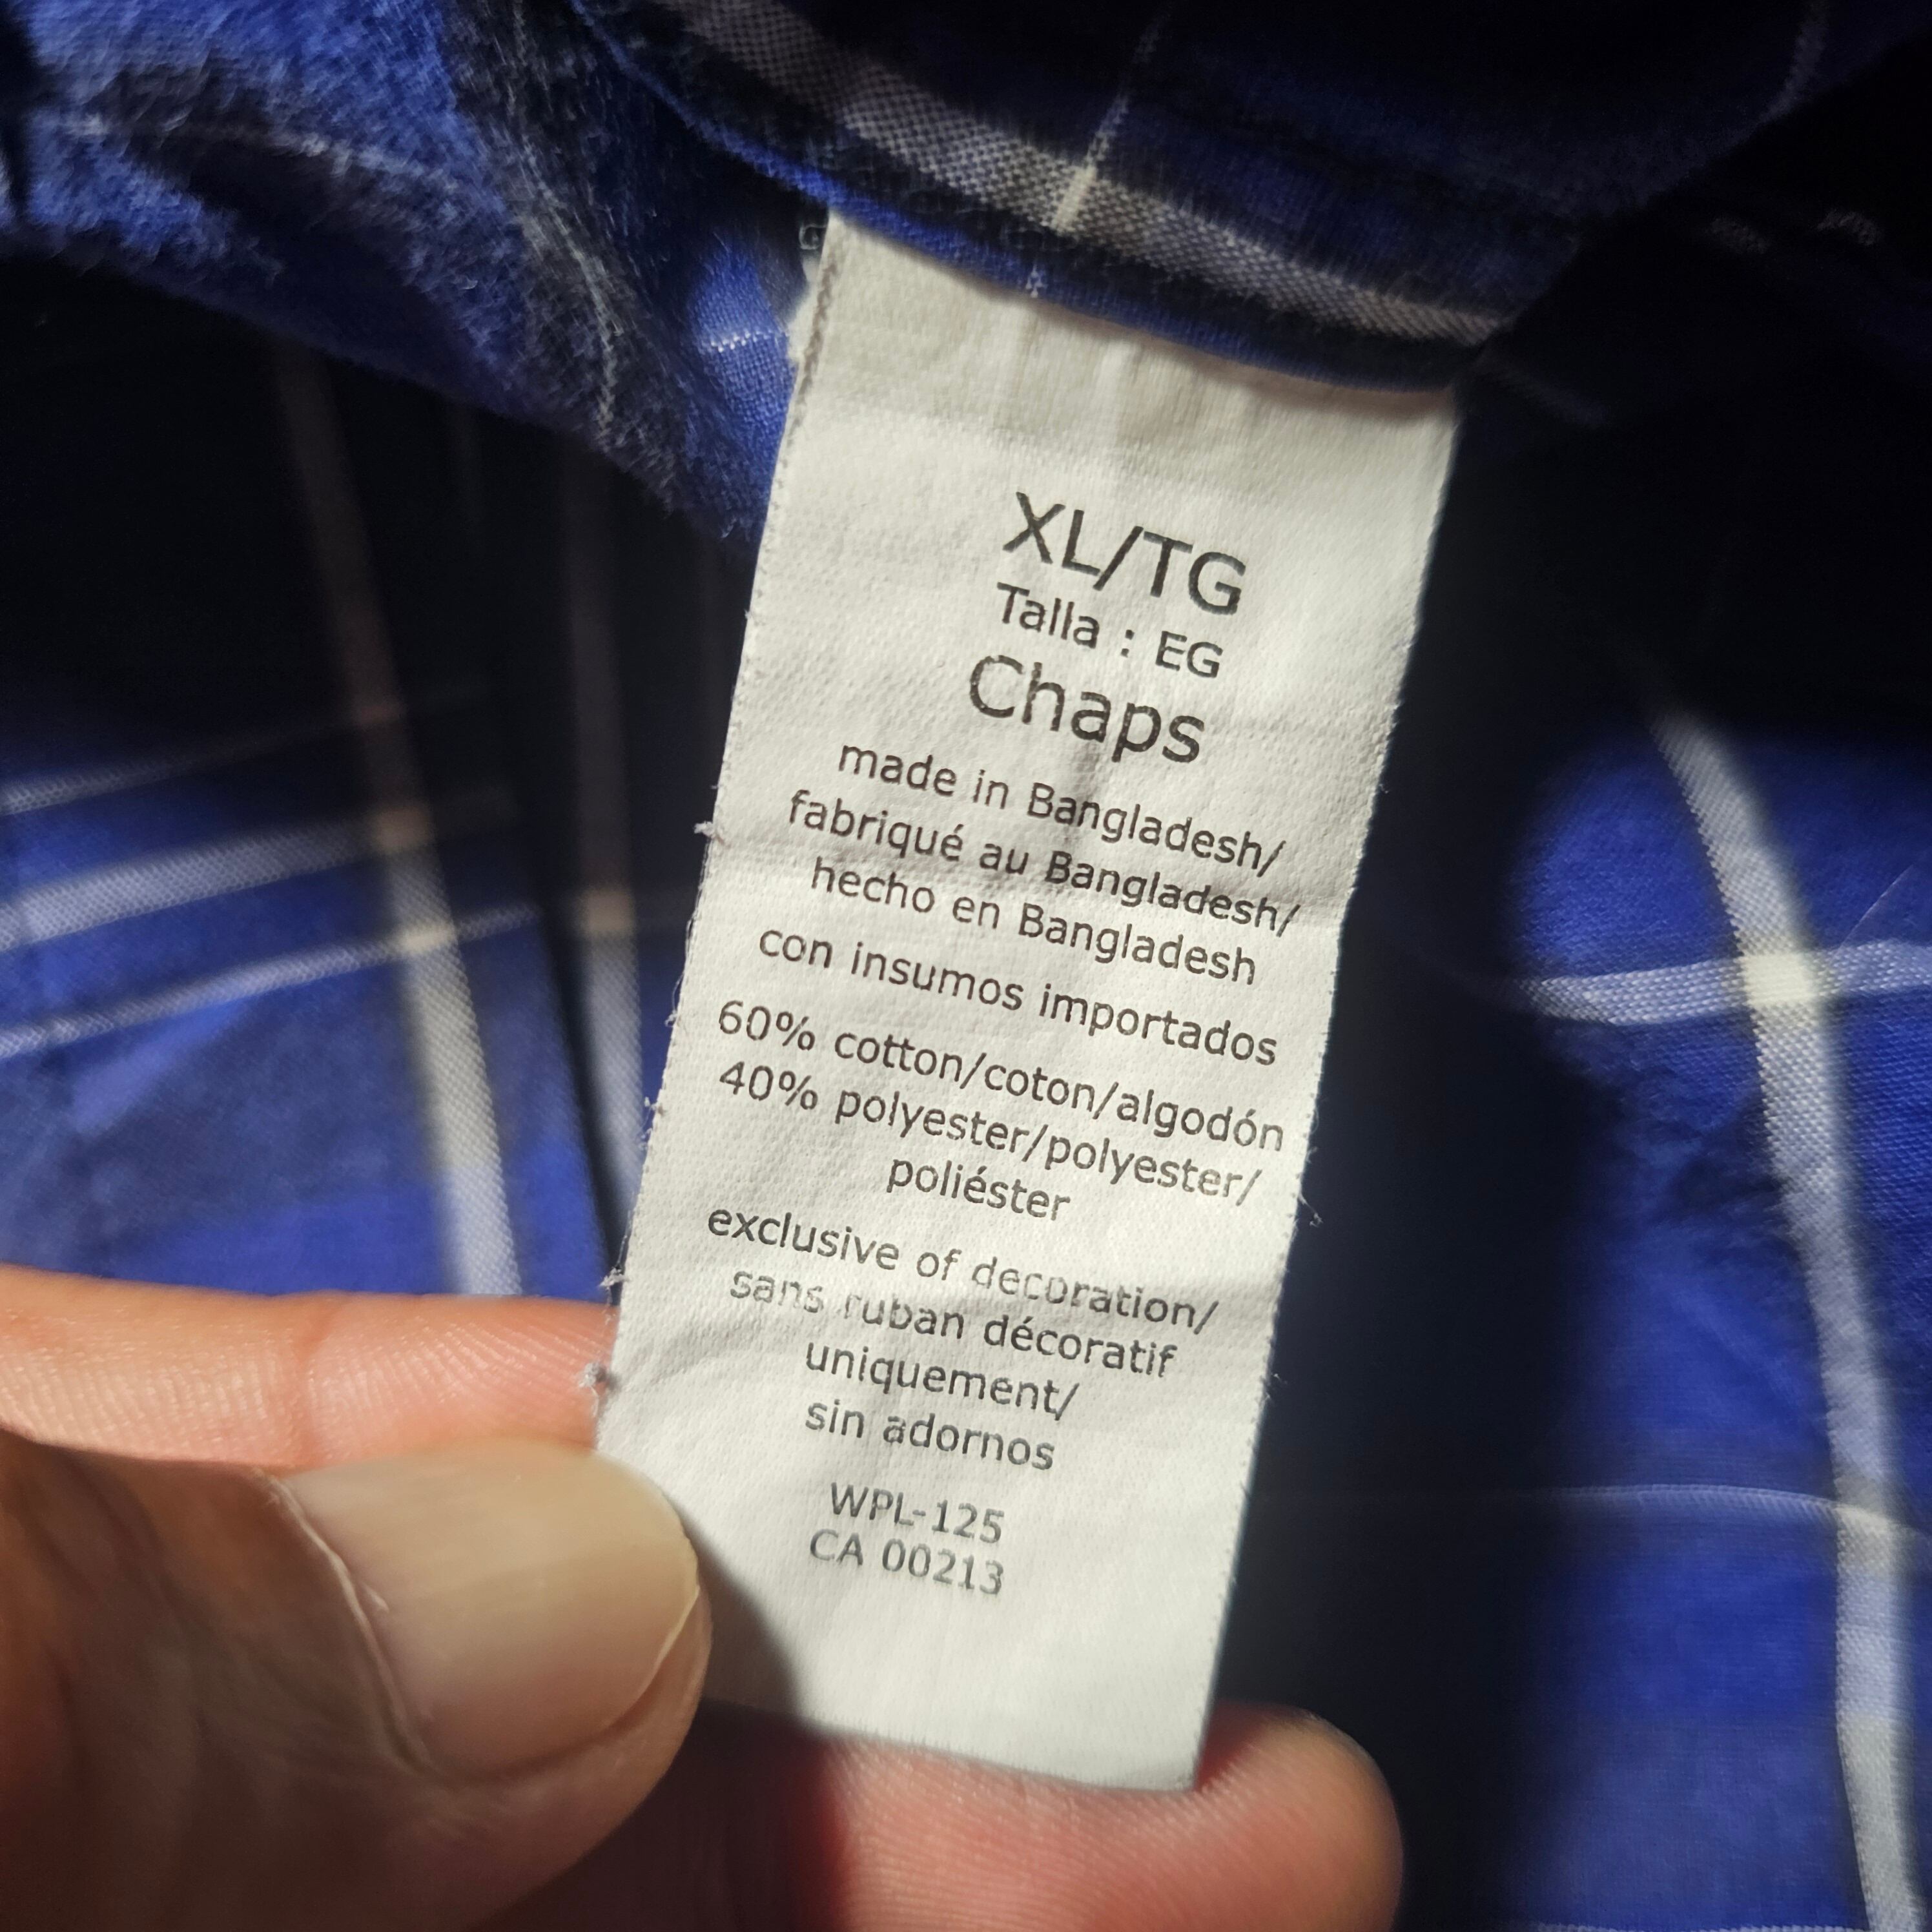 XL/TG
Talla : EG
Chaps
made in Bangladesh/
fabriqué au Bangladesh/
hecho en Bangladesh
con insumos importados
60% cotton/coton/algodón
40% polyester/polyester/
poliéster
exclusive of decoration/
sans ruban décoratif
uniquement/
sin adornos
WPL-125
CA 00213